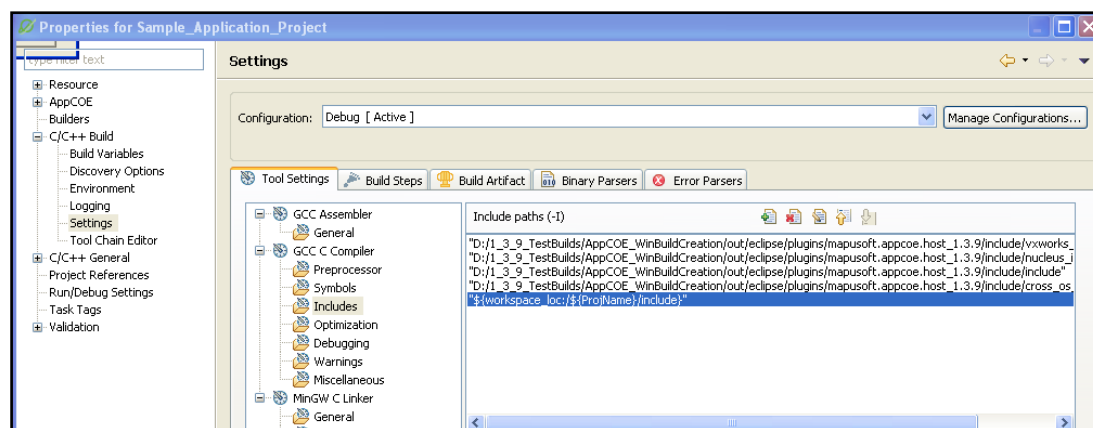 Properties for Sample_Application_Project
type filter text
Settings
Resource
AppCOE
Builders
C/C++ Build
Build Variables
Discovery Options
Environment
Logging
Settings
Tool Chain Editor
C/C++ General
Project References
Run/Debug Settings
Task Tags
Validation
Configuration: Debug [ Active ]
Manage Configurations...
Tool Settings Build Steps Build Artifact Binary Parsers Error Parsers
GCC Assembler
General
GCC C Compiler
Preprocessor
Symbols
Includes
Optimization
Debugging
Warnings
Miscellaneous
MinGW C Linker
General
Include paths (-I)
"D:/1_3_9_TestBuilds/AppCOE_WinBuildCreation/out/eclipse/plugins/mapusoft.appcoe.host_1.3.9/include/vxworks_
"D:/1_3_9_TestBuilds/AppCOE_WinBuildCreation/out/eclipse/plugins/mapusoft.appcoe.host_1.3.9/include/nucleus_i
"D:/1_3_9_TestBuilds/AppCOE_WinBuildCreation/out/eclipse/plugins/mapusoft.appcoe.host_1.3.9/include/include"
"D:/1_3_9_TestBuilds/AppCOE_WinBuildCreation/out/eclipse/plugins/mapusoft.appcoe.host_1.3.9/include/cross_os_
"${workspace_loc:/${ProjName}/include}"